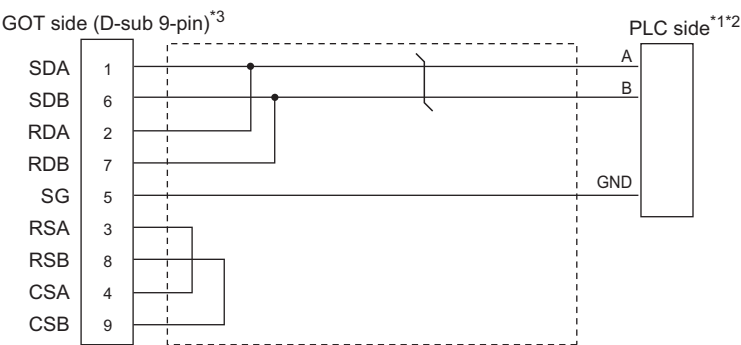 GOT side (D-sub 9-pin)*3
PLC side*1*2
SDA 1 A
SDB 6 B
RDA 2
RDB 7
SG 5 GND
RSA 3
RSB 8
CSA 4
CSB 9